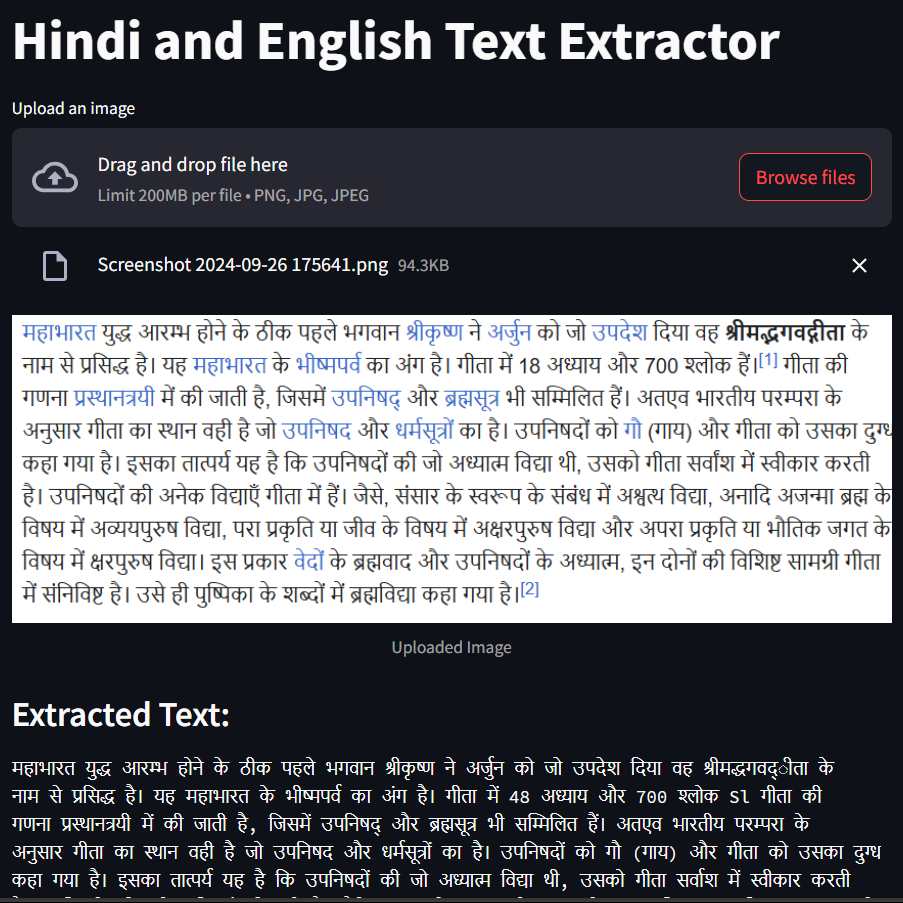 Hindi and English Text Extractor
Upload an image
Drag and drop file here
Limit 200MB per file • PNG, JPG, JPEG
Browse files
Screenshot 2024-09-26 175641.png 94.3KB
महाभारत युद्ध आरम्भ होने के ठीक पहले भगवान श्रीकृष्ण ने अर्जुन को जो उपदेश दिया वह श्रीमद्भगवद्गीता के
नाम से प्रसिद्ध है। यह महाभारत के भीष्मपर्व का अंग है। गीता में 18 अध्याय और 700 श्लोक हैं।[1] गीता की
गणना प्रस्थानत्रयी में की जाती है, जिसमें उपनिषद् और ब्रह्मसूत्र भी सम्मिलित हैं। अतएव भारतीय परम्परा के
अनुसार गीता का स्थान वही है जो उपनिषद और धर्मसूत्रों का है। उपनिषदों को गौ (गाय) और गीता को उसका दुग्ध
कहा गया है। इसका तात्पर्य यह है कि उपनिषदों की जो अध्यात्म विद्या थी, उसको गीता सर्वांश में स्वीकार करती
है। उपनिषदों की अनेक विद्याएँ गीता में हैं। जैसे, संसार के स्वरूप के संबंध में अश्वत्थ विद्या, अनादि अजन्मा ब्रह्म के
विषय में अव्ययपुरुष विद्या, परा प्रकृति या जीव के विषय में अक्षरपुरुष विद्या और अपरा प्रकृति या भौतिक जगत के
विषय में क्षरपुरुष विद्या। इस प्रकार वेदों के ब्रह्मवाद और उपनिषदों के अध्यात्म, इन दोनों की विशिष्ट सामग्री गीता
में संनिविष्ट है। उसे ही पुष्पिका के शब्दों में ब्रह्मविद्या कहा गया है।[2]
Uploaded Image
Extracted Text:
महाभारत युद्ध आरम्भ होने के ठीक पहले भगवान श्रीकृष्ण ने अर्जुन को जो उपदेश दिया वह श्रीमद्भगवद्ीता के
नाम से प्रसिद्ध है। यह महाभारत के भीष्मपर्व का अंग है। गीता में 48 अध्याय और 700 श्लोक Sl गीता की
गणना प्रस्थानत्रयी में की जाती है, जिसमें उपनिषद् और ब्रह्मसूत्र भी सम्मिलित हैं। अतएव भारतीय परम्परा के
अनुसार गीता का स्थान वही है जो उपनिषद और धर्मसूत्रों का है। उपनिषदों को गौ (गाय) और गीता को उसका दुग्ध
कहा गया है। इसका तात्पर्य यह है कि उपनिषदों की जो अध्यात्म विद्या थी, उसको गीता सर्वाश में स्वीकार करती